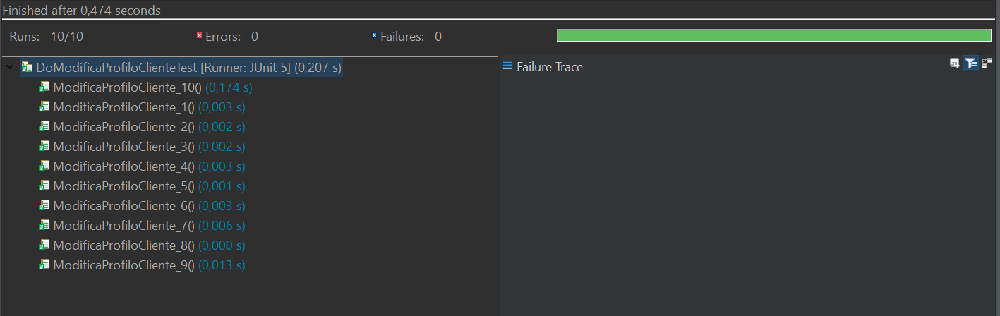 Finished after 0,474 seconds
Runs: 10/10 Errors: 0 Failures: 0
DoModificaProfiloClienteTest [Runner: JUnit 5] (0,207 s)
Failure Trace
ModificaProfiloCliente_10() (0,174 s)
ModificaProfiloCliente_1() (0,003 s)
ModificaProfiloCliente_2() (0,002 s)
ModificaProfiloCliente_3() (0,002 s)
ModificaProfiloCliente_4() (0,003 s)
ModificaProfiloCliente_5() (0,001 s)
ModificaProfiloCliente_6() (0,003 s)
ModificaProfiloCliente_7() (0,006 s)
ModificaProfiloCliente_8() (0,000 s)
ModificaProfiloCliente_9() (0,013 s)